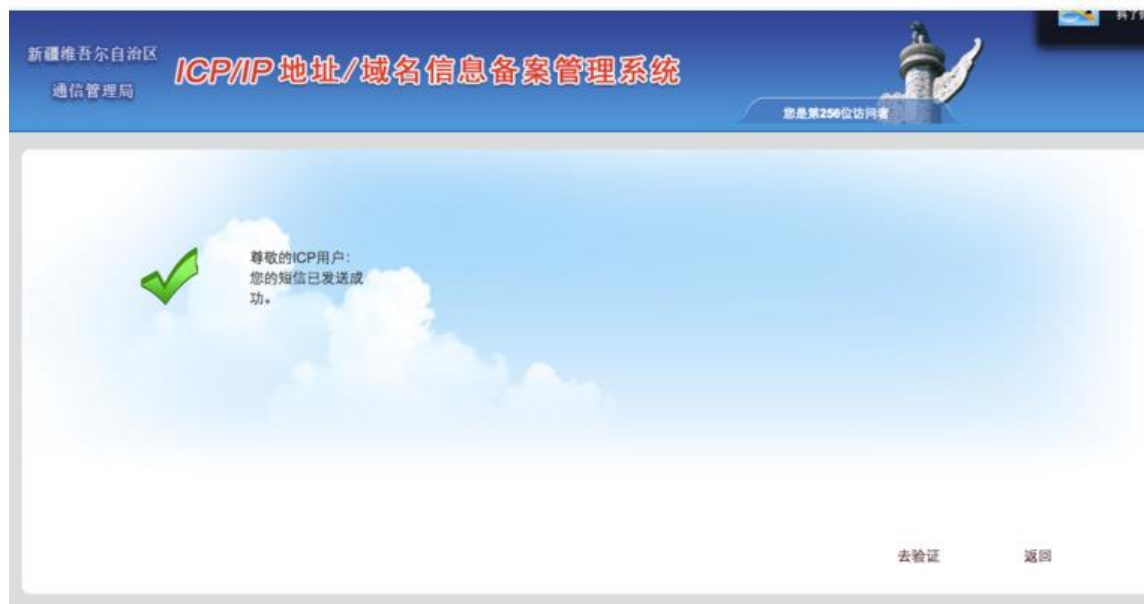 新疆维吾尔自治区
通信管理局
ICP/IP地址/域名信息备案管理系统
您是第256位访问者
尊敬的ICP用户：
您的短信已发送成
功。
去验证
返回